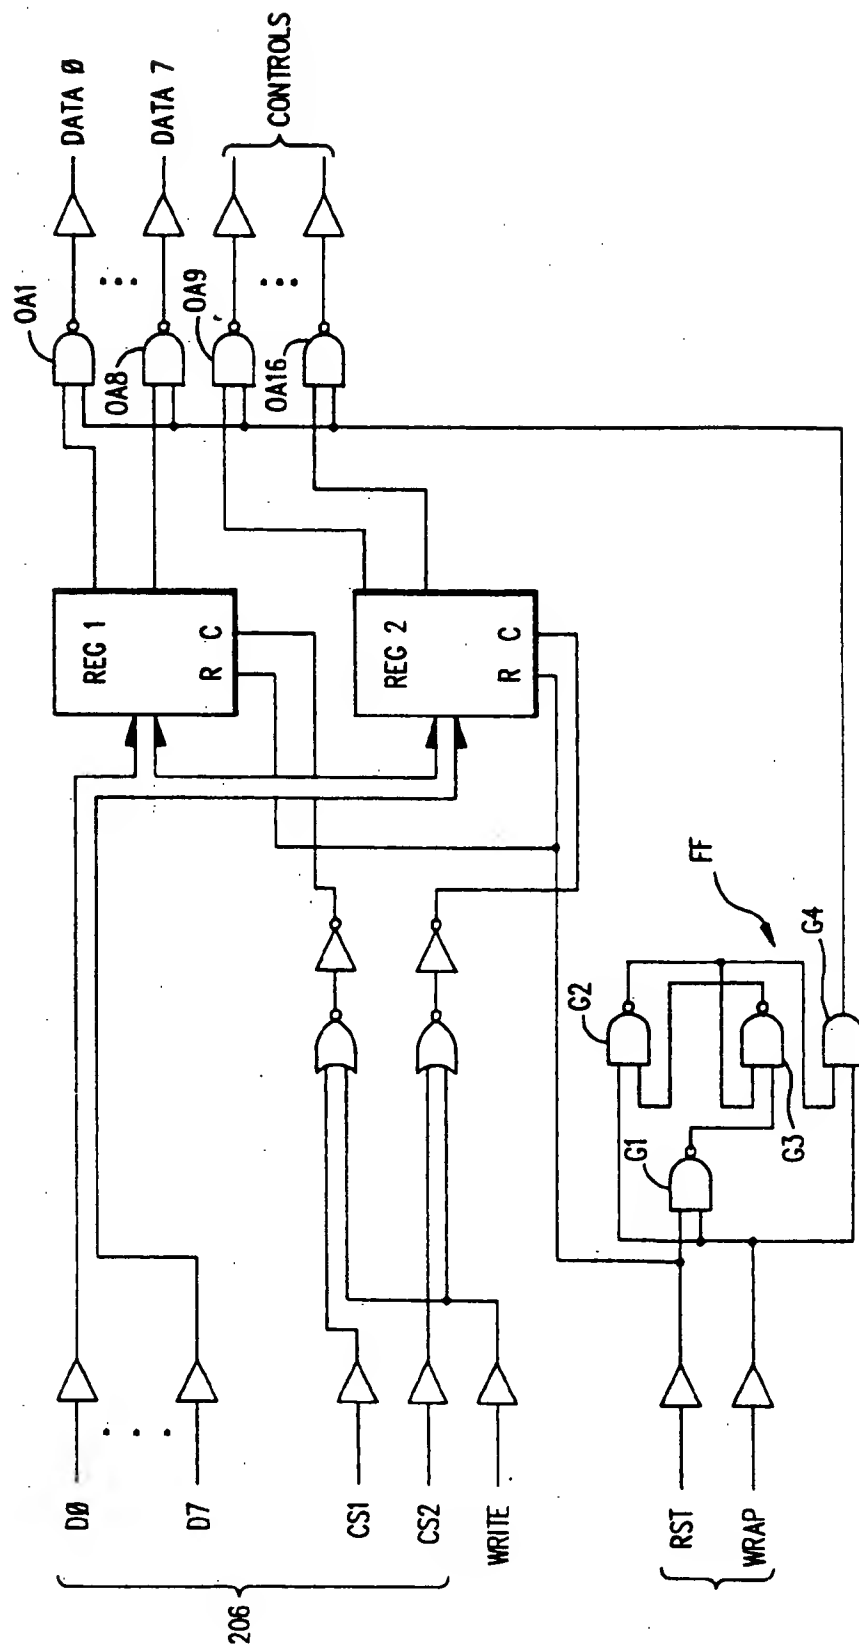 DATA Ø
DATA 7
CONTROLS
OA1
OA8
OA9
OA16
REG 1
R
C
REG 2
R
C
FF
G2
G4
G1
G3
DØ
D7
CS1
CS2
WRITE
206
RST
WRAP